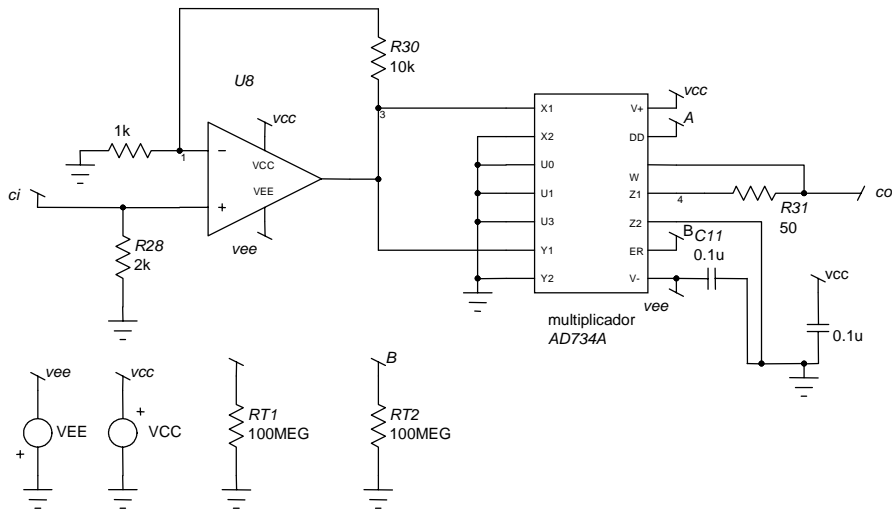 R30
10k
U8
vcc
3
1k
1
VCC
VEE
ci
R28
2k
vee
X1
X2
U0
U1
U3
Y1
Y2
V+
DD
W
Z1
Z2
ER
V-
vcc
A
4
R31
50
co
B
C11
0.1u
vee
vcc
0.1u
multiplicador
AD734A
vee
VEE
+
vcc
+
VCC
RT1
100MEG
B
RT2
100MEG